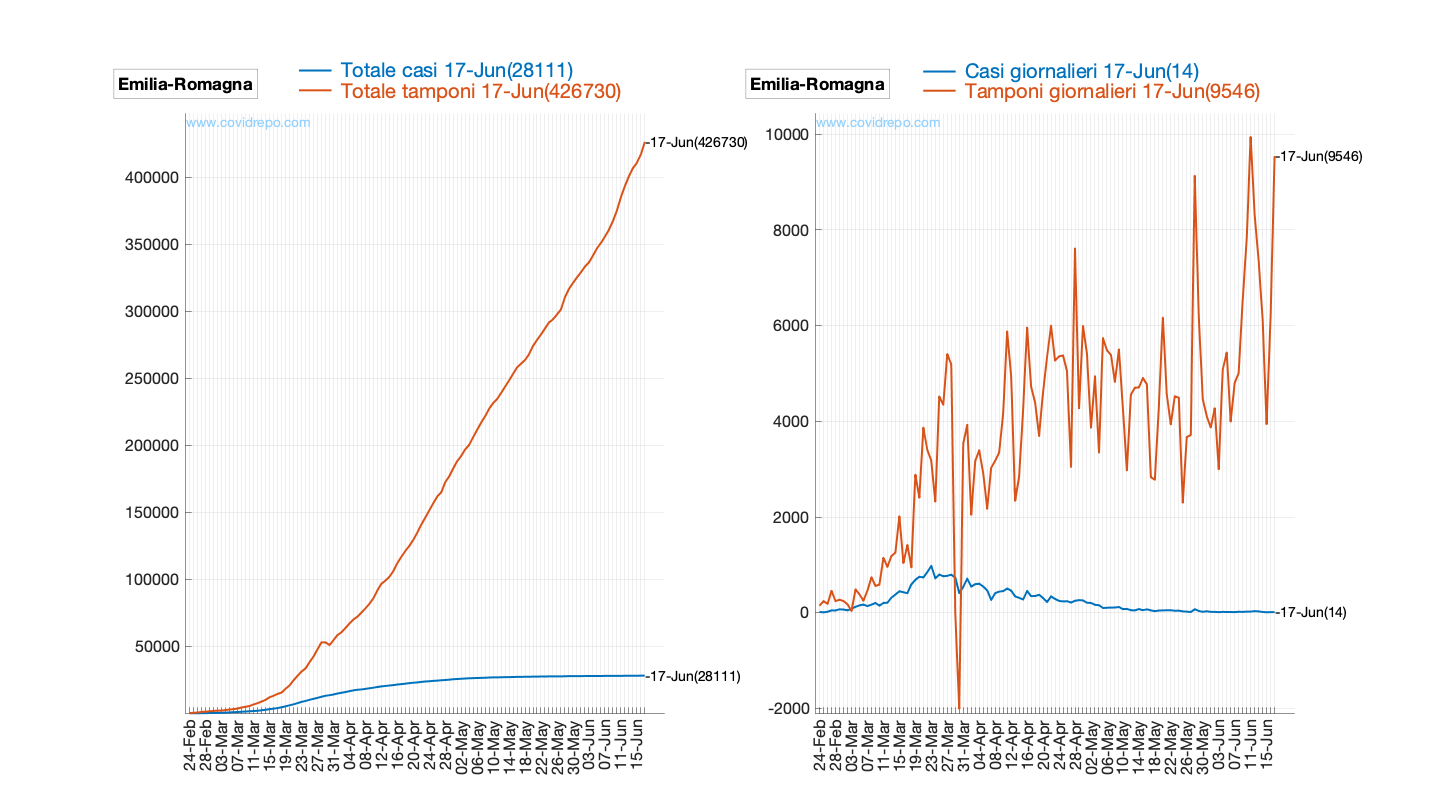 Emilia-Romagna
Totale casi 17-Jun(28111)
Totale tamponi 17-Jun(426730)
www.covidrepo.com
-17-Jun(426730)
400000
350000
300000
250000
200000
150000
100000
50000
-17-Jun(28111)
24-Feb
28-Feb
03-Mar
07-Mar
11-Mar
15-Mar
19-Mar
23-Mar
27-Mar
31-Mar
04-Apr
08-Apr
12-Apr
16-Apr
20-Apr
24-Apr
28-Apr
02-May
06-May
10-May
14-May
18-May
22-May
26-May
30-May
03-Jun
07-Jun
11-Jun
15-Jun
Emilia-Romagna
Casi giornalieri 17-Jun(14)
Tamponi giornalieri 17-Jun(9546)
www.covidrepo.com
10000
-17-Jun(9546)
8000
6000
4000
2000
0
-17-Jun(14)
-2000
24-Feb
28-Feb
03-Mar
07-Mar
11-Mar
15-Mar
19-Mar
23-Mar
27-Mar
31-Mar
04-Apr
08-Apr
12-Apr
16-Apr
20-Apr
24-Apr
28-Apr
02-May
06-May
10-May
14-May
18-May
22-May
26-May
30-May
03-Jun
07-Jun
11-Jun
15-Jun